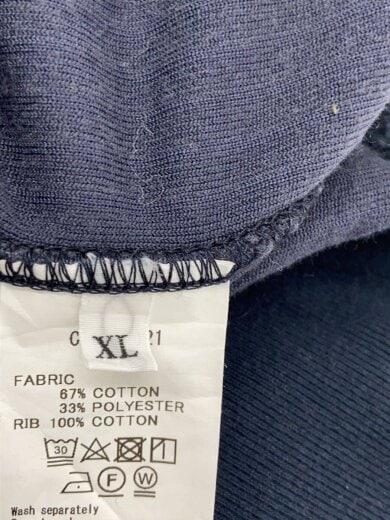 XL
FABRIC
67% COTTON
33% POLYESTER
RIB 100% COTTON
30
F W
Wash separately